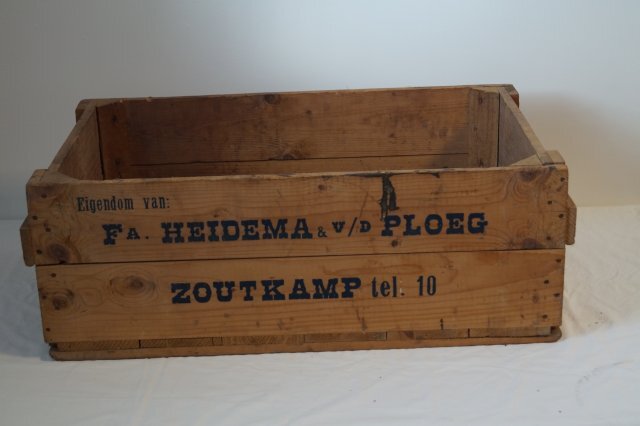 Eigendom van:
FA. HEIDEMA & V/D PLOEG
ZOUTKAMP tel. 10